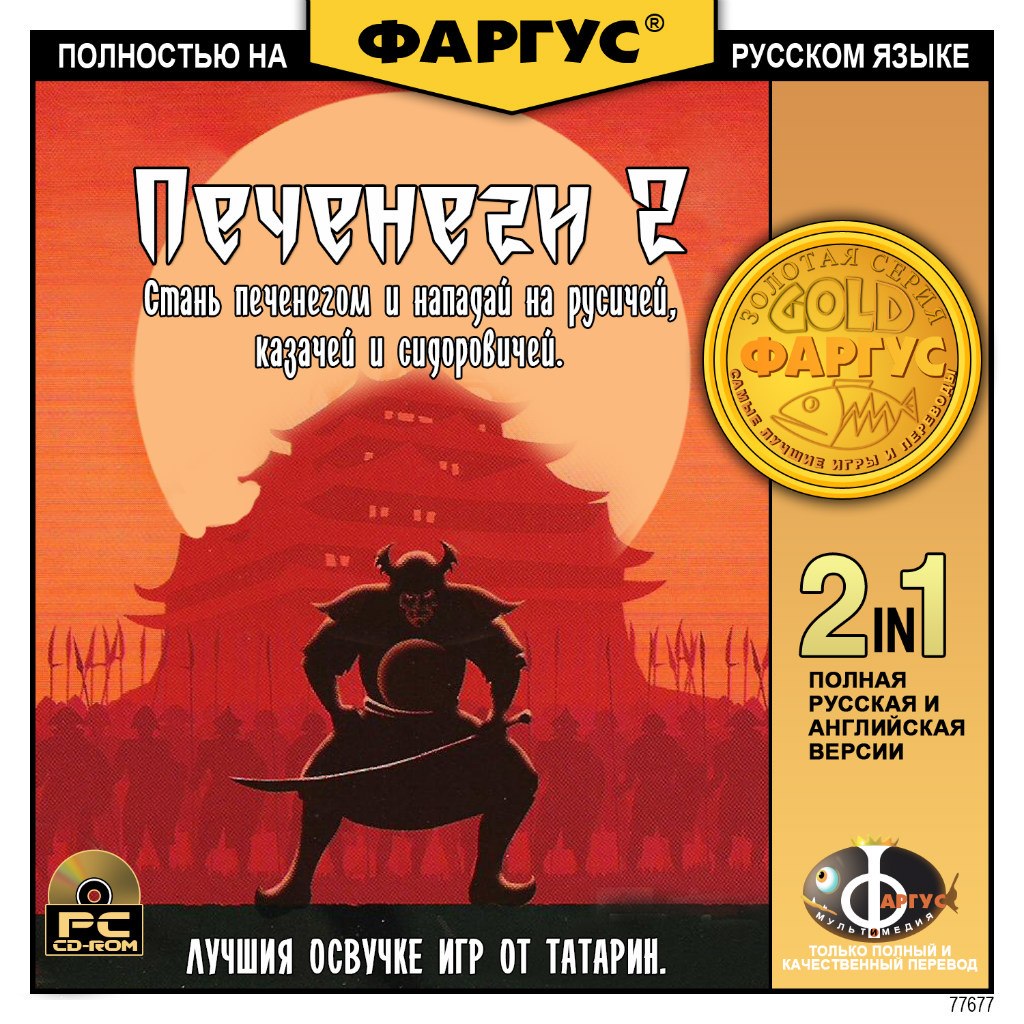 ПОЛНОСТЬЮ НА
ФАРГУС®
РУССКОМ ЯЗЫКЕ
Печенеги 2
Стань печенегом и нападай на русичей,
казачей и сидоровичей.
ЗОЛОТАЯ СЕРИЯ
GOLD
ФАРГУС
САМЫЕ ЛУЧШИЕ ИГРЫ И ПЕРЕВОДЫ
2IN1
ПОЛНАЯ
РУССКАЯ И
АНГЛИЙСКАЯ
ВЕРСИИ
ФАРГУС
МУЛЬТИМЕДИЯ
ТОЛЬКО ПОЛНЫЙ И
КАЧЕСТВЕННЫЙ ПЕРЕВОД
PC
CD-ROM
ЛУЧШИЯ ОСВУЧКЕ ИГР ОТ ТАТАРИН.
77677